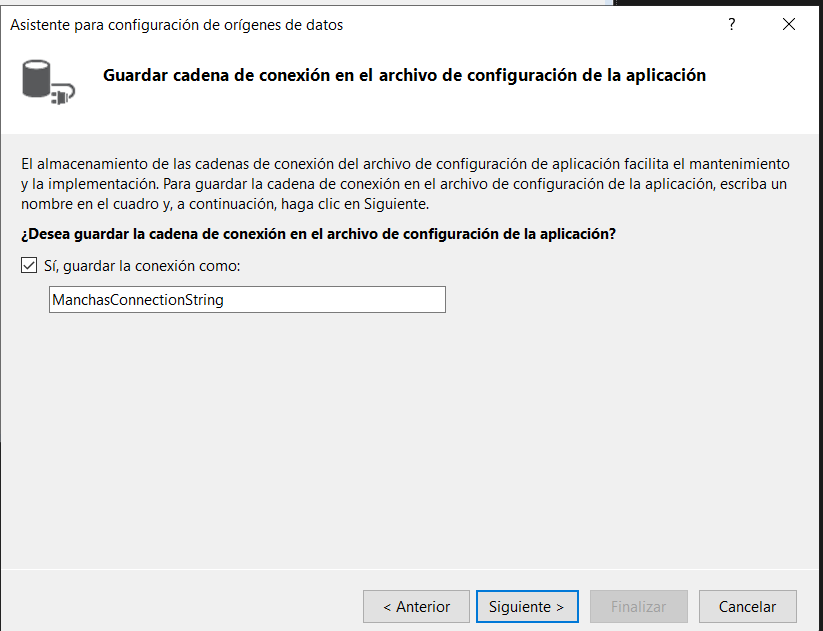 Asistente para configuración de orígenes de datos
?
Guardar cadena de conexión en el archivo de configuración de la aplicación
El almacenamiento de las cadenas de conexión del archivo de configuración de aplicación facilita el mantenimiento
y la implementación. Para guardar la cadena de conexión en el archivo de configuración de la aplicación, escriba un
nombre en el cuadro y, a continuación, haga clic en Siguiente.
¿Desea guardar la cadena de conexión en el archivo de configuración de la aplicación?
Sí, guardar la conexión como:
ManchasConnectionString
< Anterior
Siguiente >
Finalizar
Cancelar